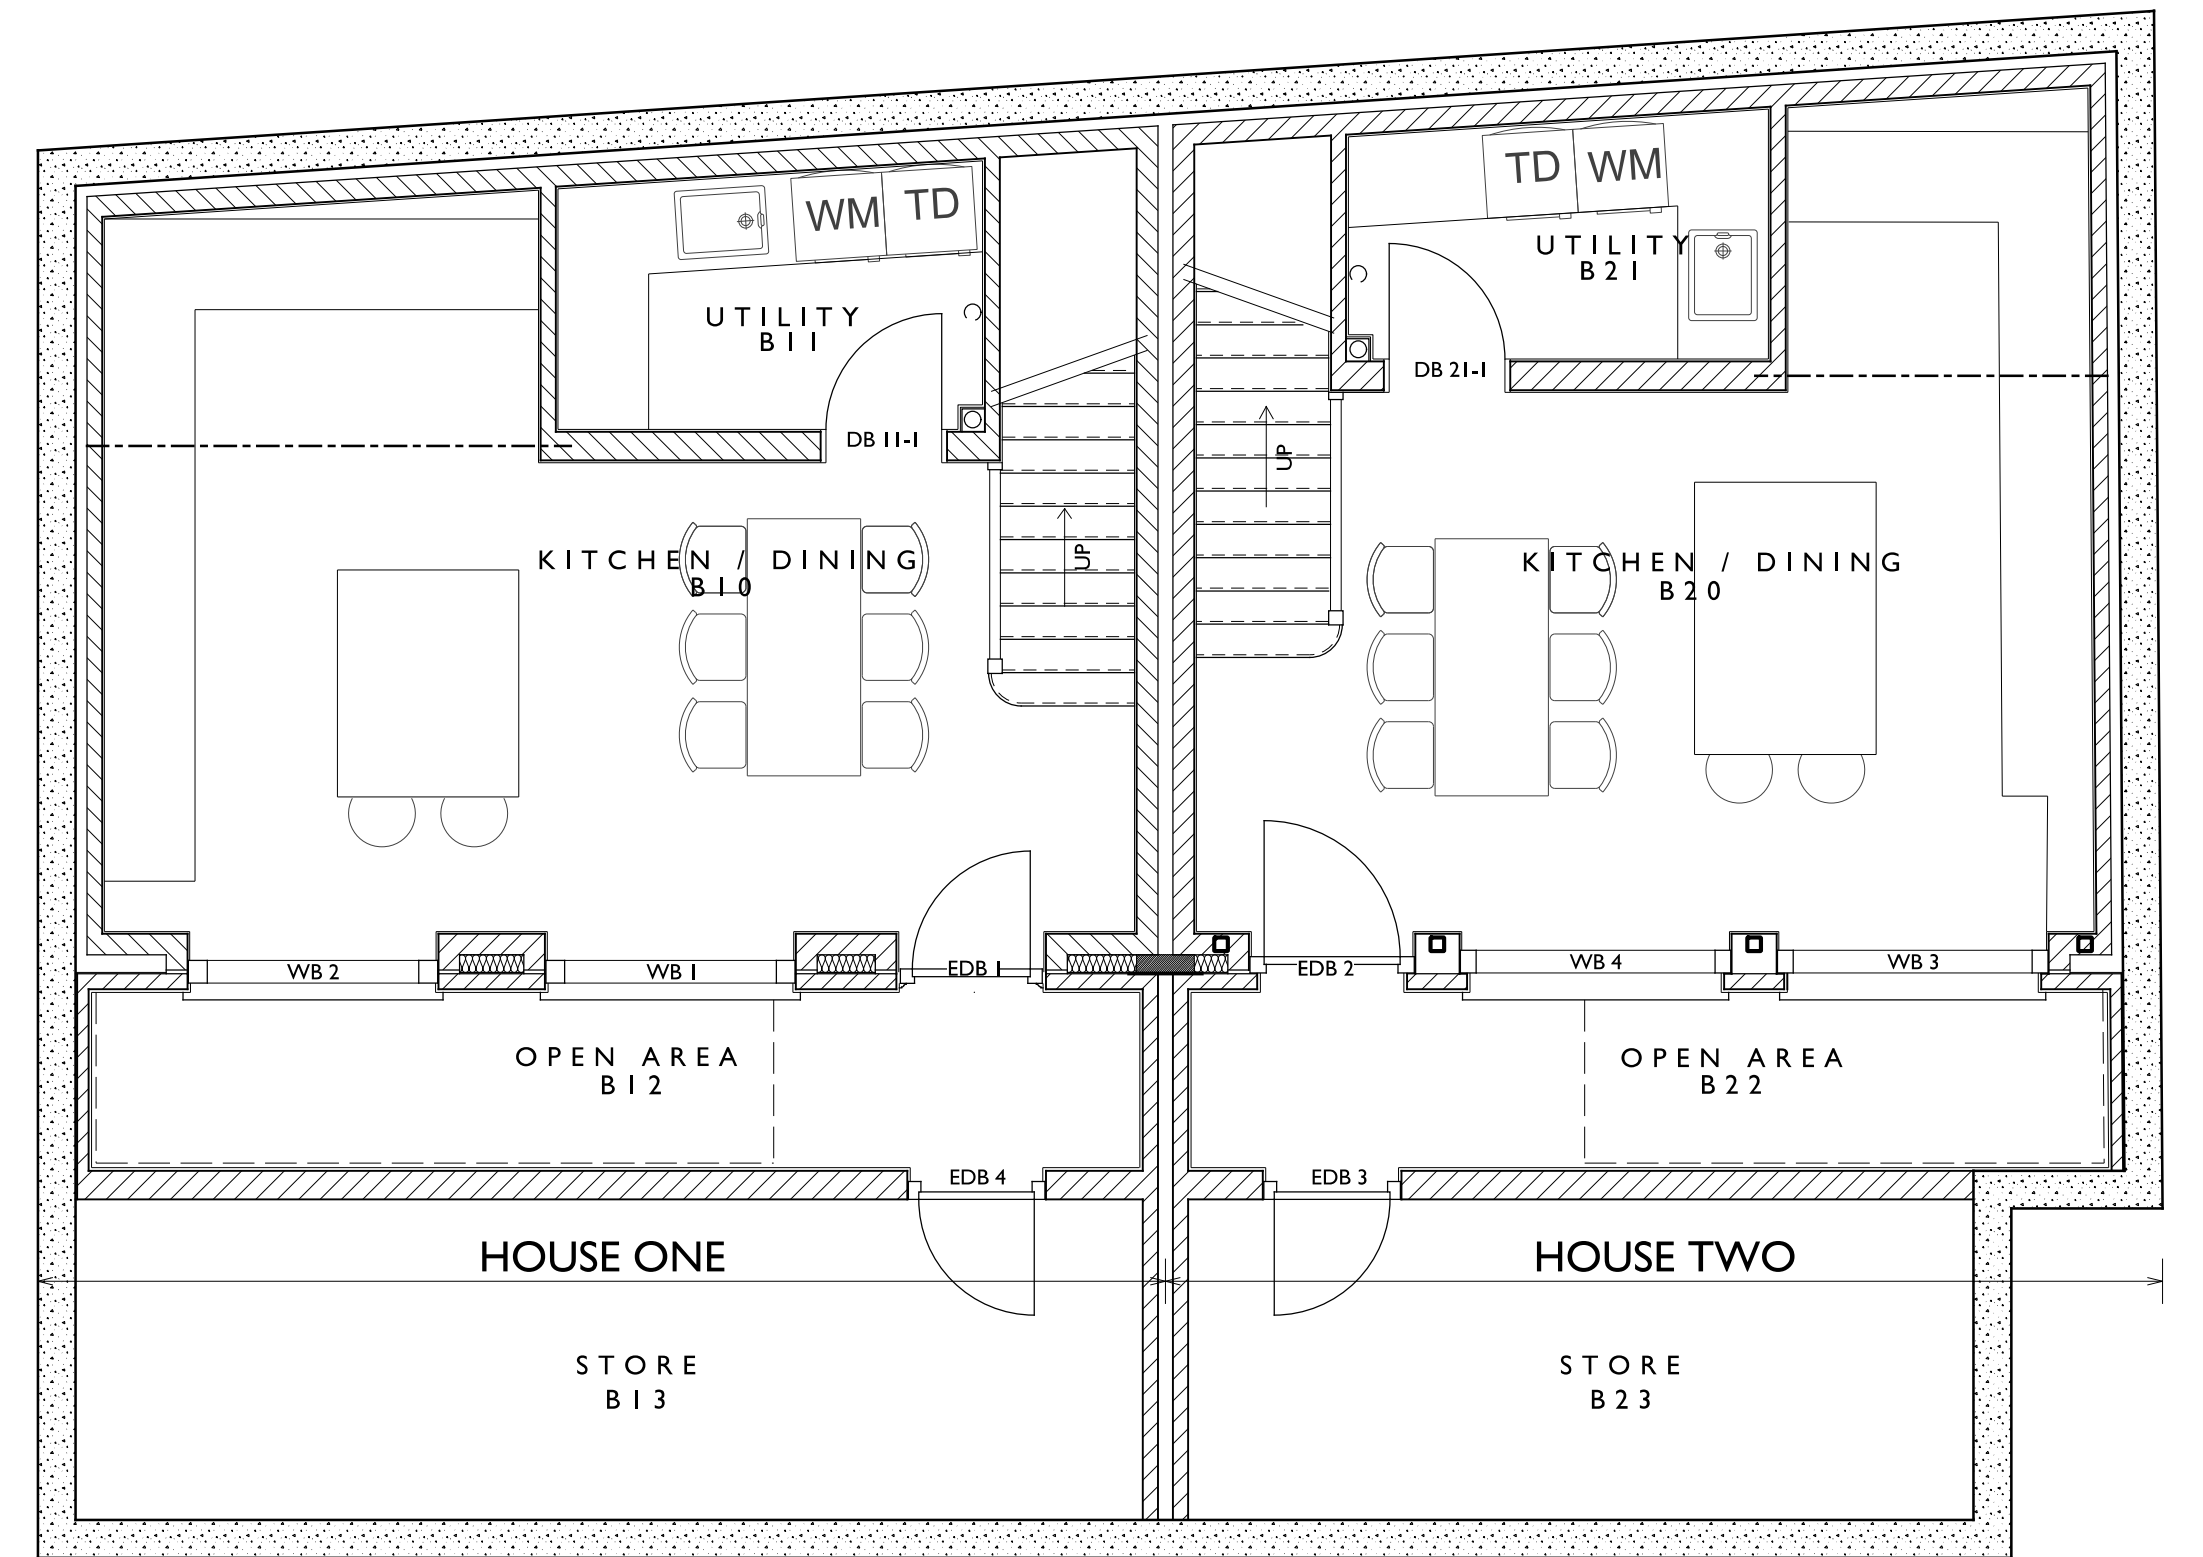 TD WM
WM TD
UTILITY
B21
UTILITY
B11
DB 21-1
DB 11-1
UP
UP
KITCHEN / DINING
B10
KITCHEN / DINING
B20
WB 2
WB 1
EDB 1
EDB 2
WB 4
WB 3
OPEN AREA
B12
OPEN AREA
B22
EDB 4
EDB 3
HOUSE ONE
HOUSE TWO
STORE
B13
STORE
B23